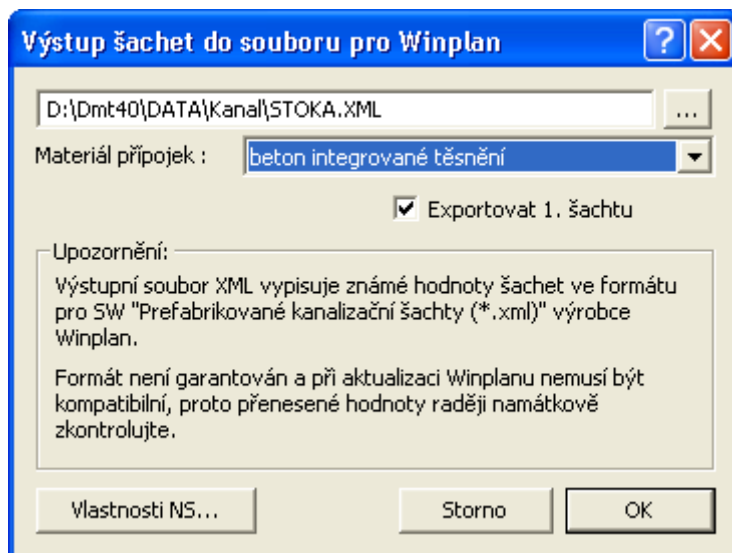 Výstup šachet do souboru pro Winplan
D:\Dmt40\DATA\Kanal\STOKA.XML
...
Materiál přípojek :
beton integrované těsnění
Exportovat 1. šachtu
Upozornění:
Výstupní soubor XML vypisuje známé hodnoty šachet ve formátu
pro SW "Prefabrikované kanalizační šachty (*.xml)" výrobce
Winplan.
Formát není garantován a při aktualizaci Winplanu nemusí být
kompatibilní, proto přenesené hodnoty raději namátkově
zkontrolujte.
Vlastnosti NS...
Storno
OK